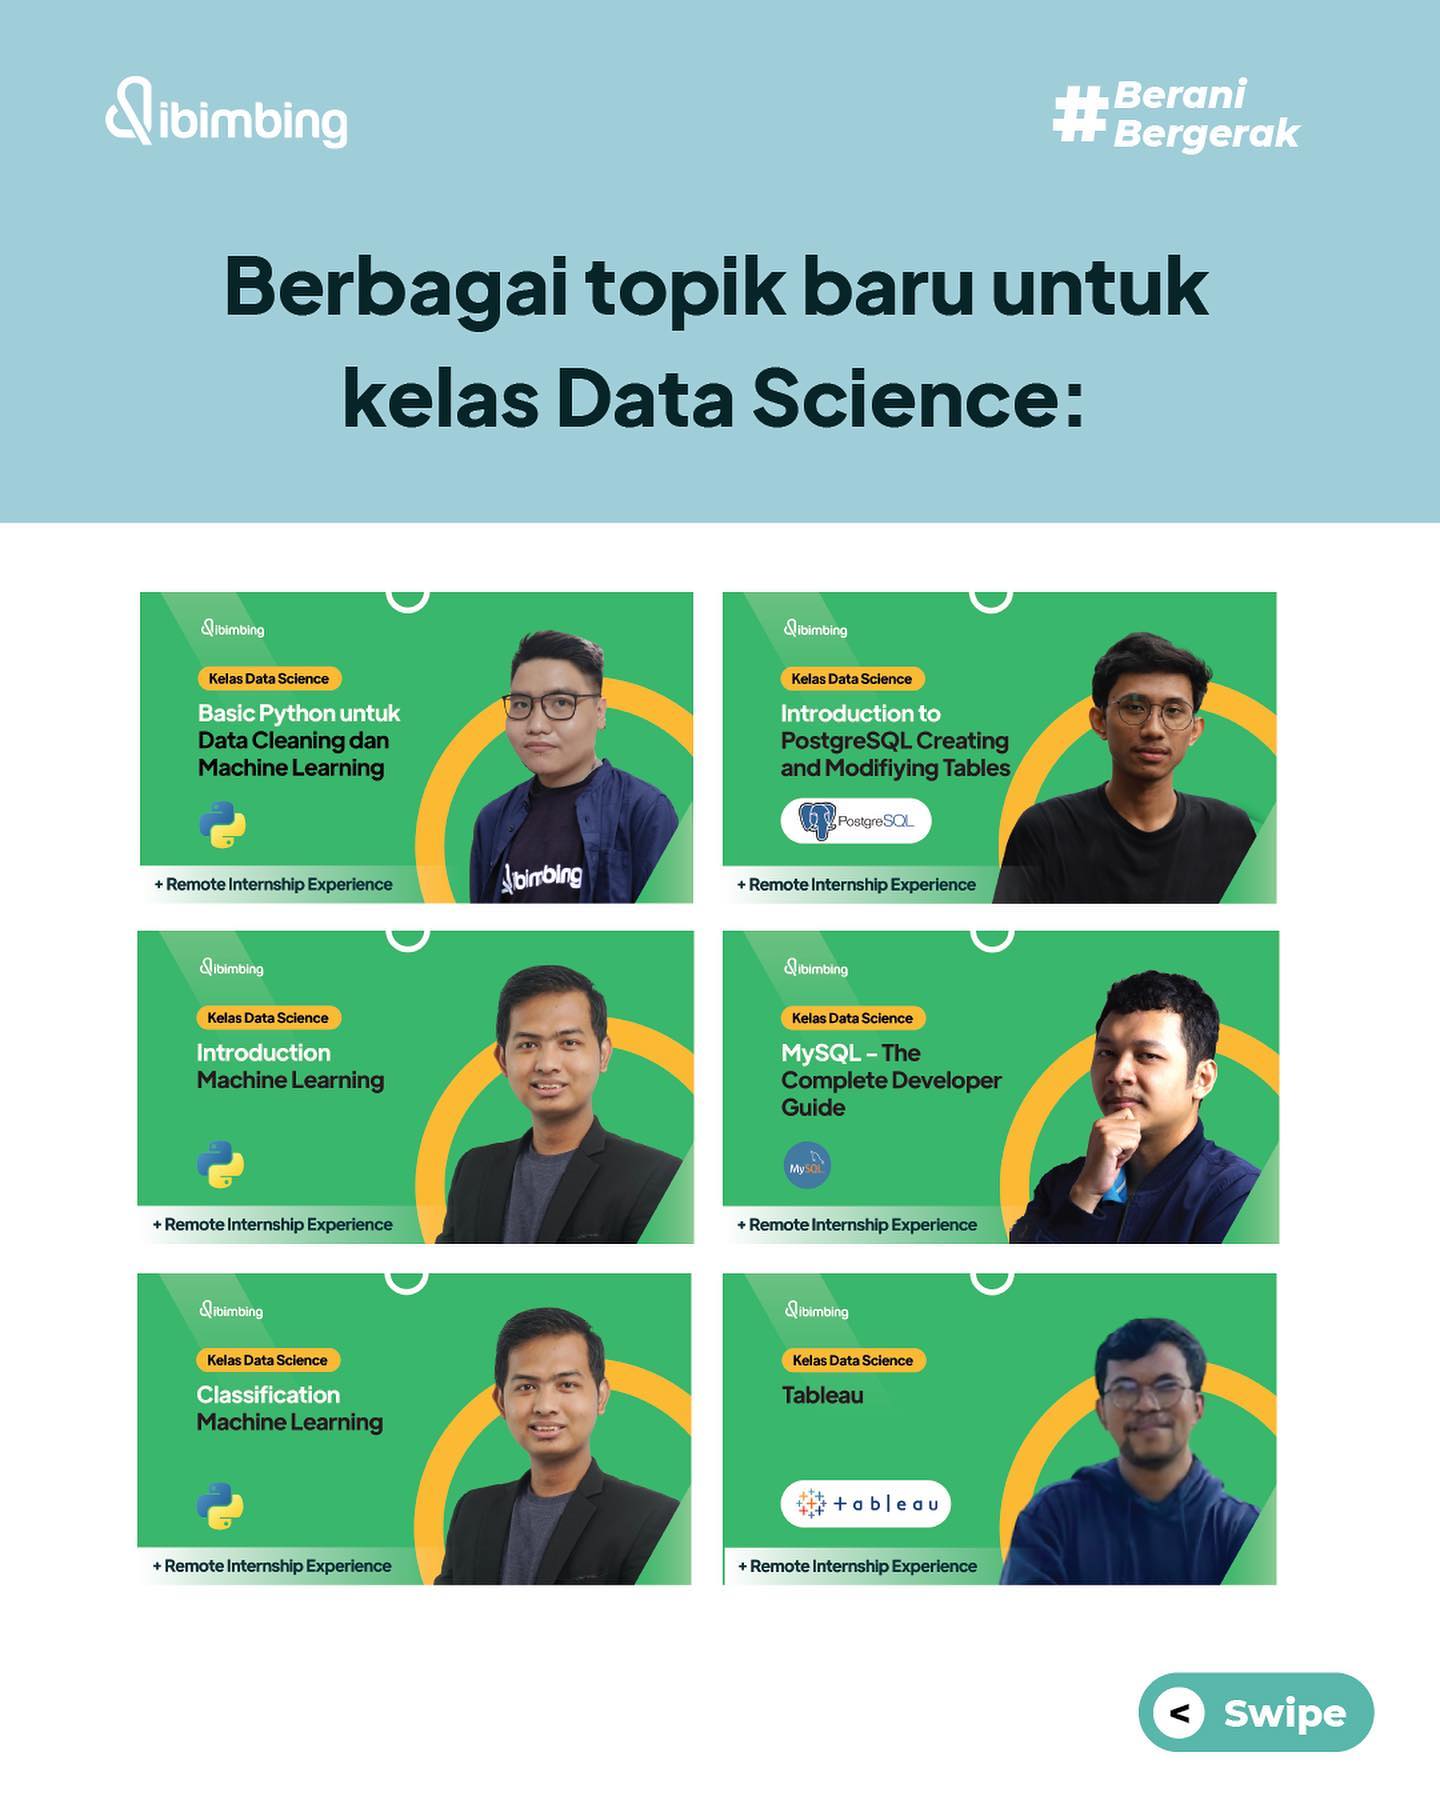 ibimbing
#Berani
Bergerak
Berbagai topik baru untuk
kelas Data Science:
ibimbing
Kelas Data Science
Basic Python untuk
Data Cleaning dan
Machine Learning
ibimbing
+ Remote Internship Experience
ibimbing
Kelas Data Science
Introduction to
PostgreSQL Creating
and Modifiying Tables
PostgreSQL
+ Remote Internship Experience
ibimbing
Kelas Data Science
Introduction
Machine Learning
+ Remote Internship Experience
ibimbing
Kelas Data Science
MySQL - The
Complete Developer
Guide
MySQL
+ Remote Internship Experience
ibimbing
Kelas Data Science
Classification
Machine Learning
+ Remote Internship Experience
ibimbing
Kelas Data Science
Tableau
+ableau
+ Remote Internship Experience
< Swipe